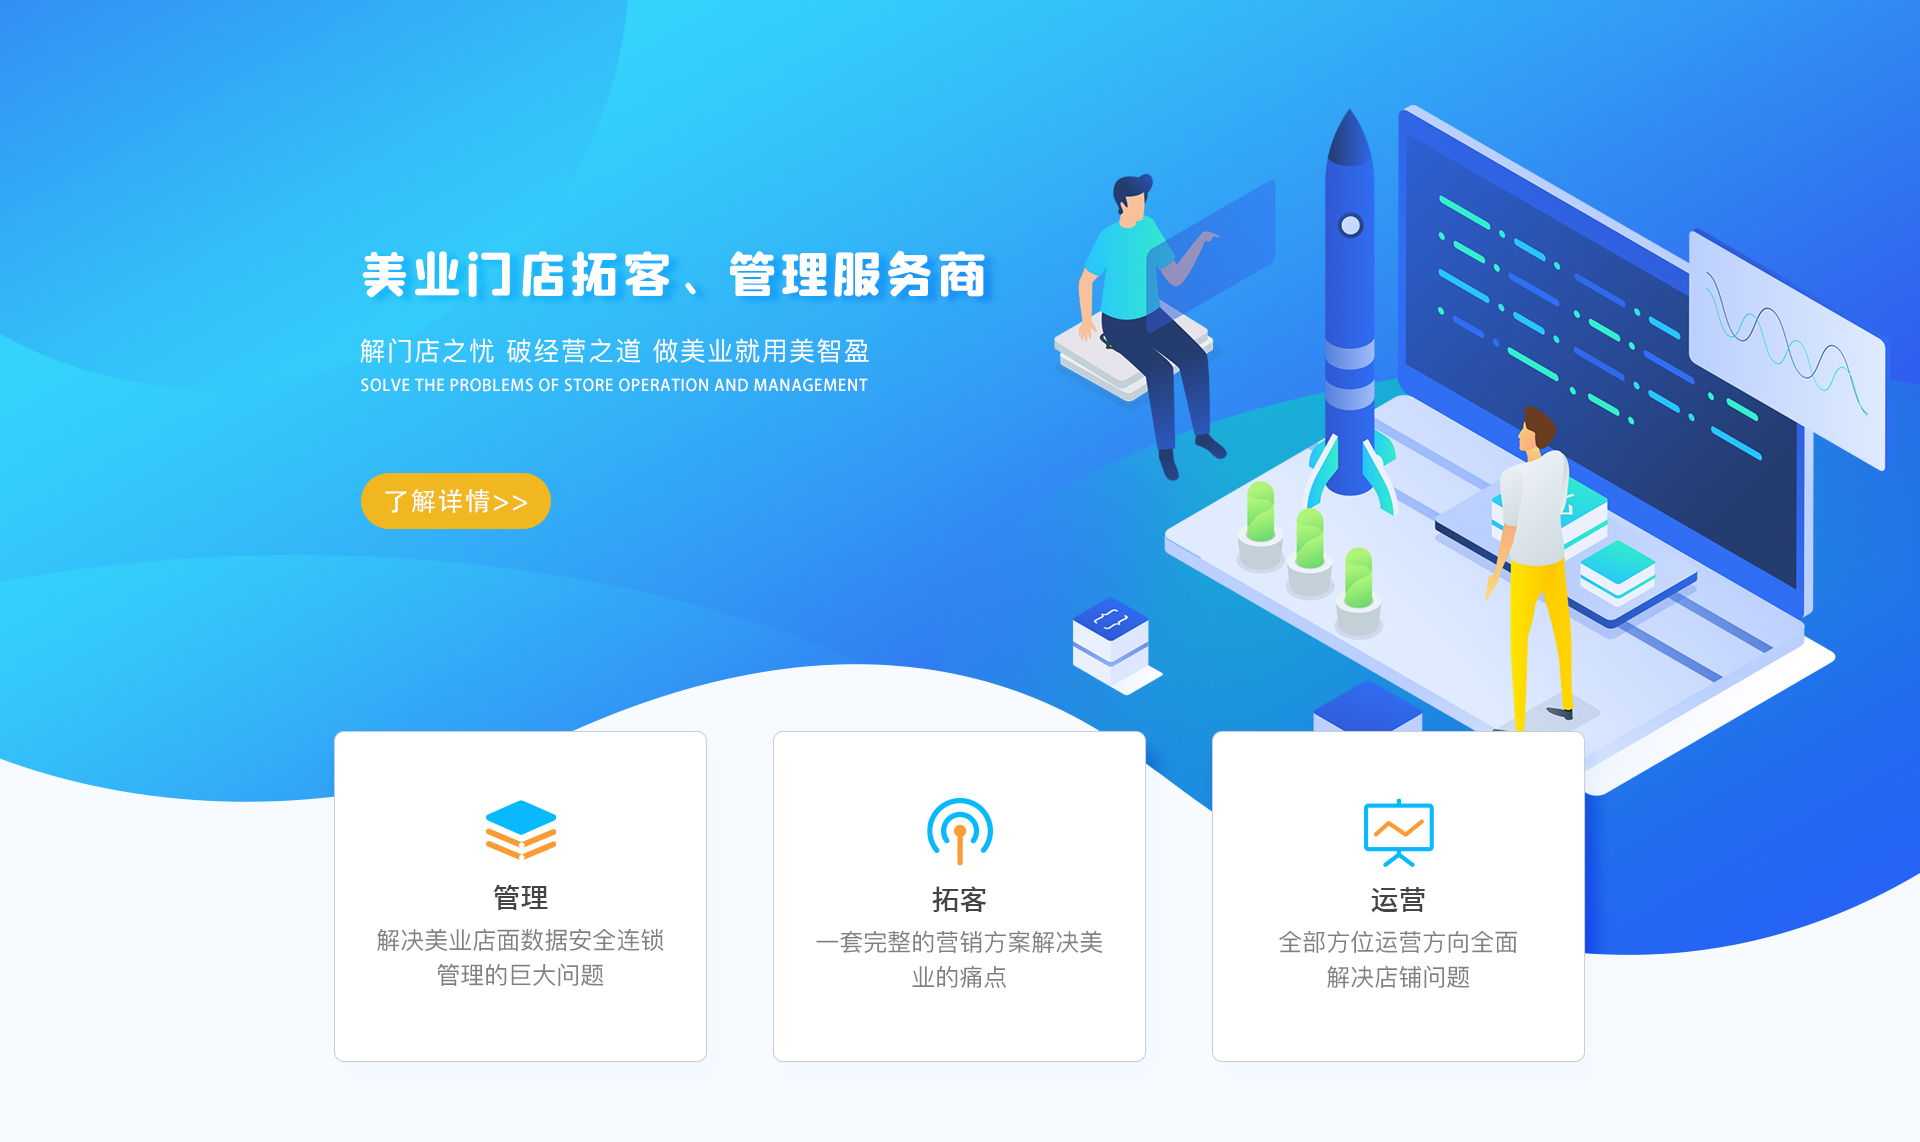 美业门店拓客、管理服务商
解门店之忧 破经营之道 做美业就用美智盈
SOLVE THE PROBLEMS OF STORE OPERATION AND MANAGEMENT
了解详情>>
管理
解决美业店面数据安全连锁
管理的巨大问题
拓客
一套完整的营销方案解决美
业的痛点
运营
全部方位运营方向全面
解决店铺问题